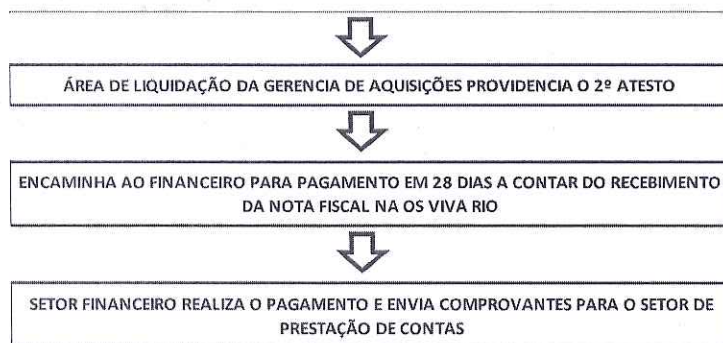 ÁREA DE LIQUIDAÇÃO DA GERENCIA DE AQUISIÇÕES PROVIDENCIA O 2º ATESTO
ENCAMINHA AO FINANCEIRO PARA PAGAMENTO EM 28 DIAS A CONTAR DO RECEBIMENTO
DA NOTA FISCAL NA OS VIVA RIO
SETOR FINANCEIRO REALIZA O PAGAMENTO E ENVIA COMPROVANTES PARA O SETOR DE
PRESTAÇÃO DE CONTAS